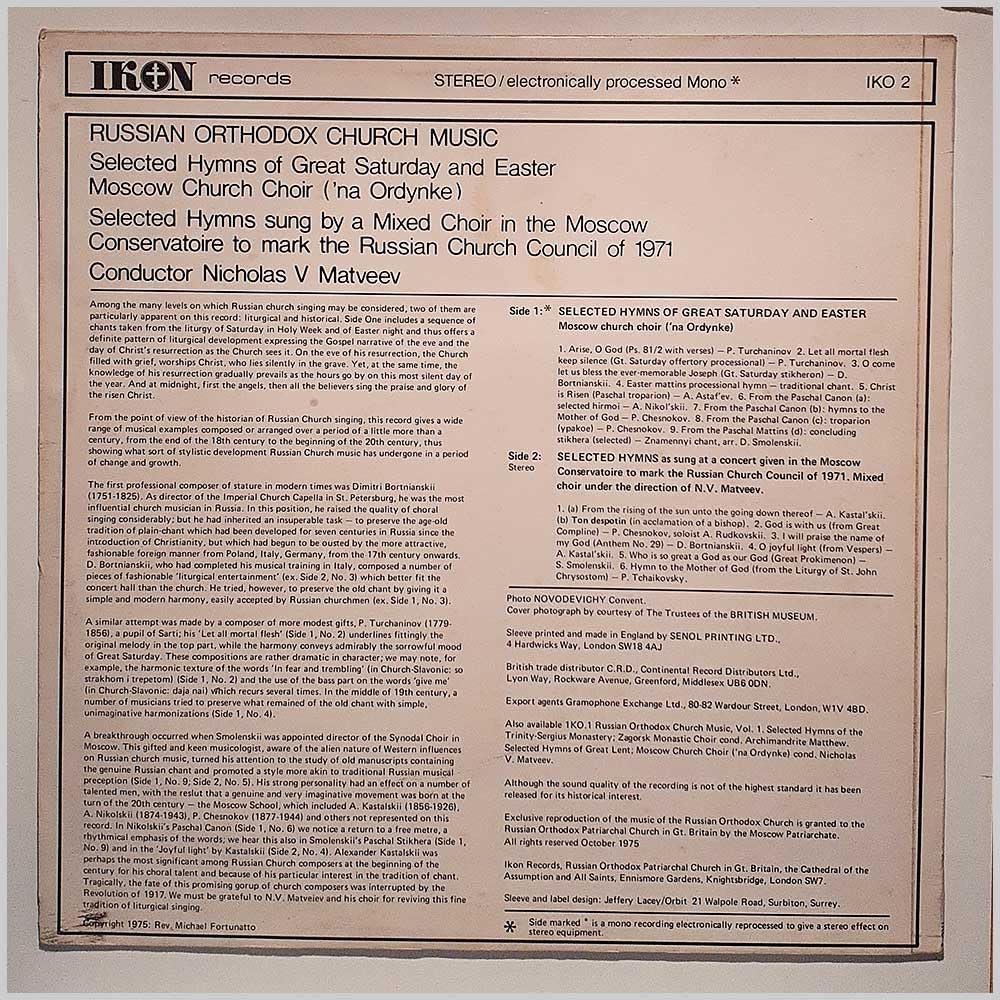 IKON records STEREO/electronically processed Mono * IKO 2
RUSSIAN ORTHODOX CHURCH MUSIC
Selected Hymns of Great Saturday and Easter
Moscow Church Choir ('na Ordynke)
Selected Hymns sung by a Mixed Choir in the Moscow
Conservatoire to mark the Russian Church Council of 1971
Conductor Nicholas V Matveev
Among the many levels on which Russian church singing may be considered, two of them are
particularly apparent on this record: liturgical and historical. Side One includes a sequence of
chants taken from the liturgy of Saturday in Holy Week and of Easter night and thus offers a
definite pattern of liturgical development expressing the Gospel narrative of the eve and the
day of Christ's resurrection as the Church sees it. On the eve of his resurrection, the Church
filled with grief, worships Christ, who lies silently in the grave. Yet, at the same time, the
knowledge of his resurrection gradually prevails as the hours go by on this most silent day of
the year. And at midnight, first the angels, then all the believers sing the praise and glory of
the risen Christ.
From the point of view of the historian of Russian Church singing, this record gives a wide
range of musical examples composed or arranged over a period of a little more than a
century, from the end of the 18th century to the beginning of the 20th century, thus
showing what sort of stylistic development Russian Church music has undergone in a period
of change and growth.
The first professional composer of stature in modern times was Dimitri Bortnianskii
(1751-1825). As director of the Imperial Church Capella in St. Petersburg, he was the most
influential church musician in Russia. In this position, he raised the quality of choral
singing considerably; but he had inherited an insuperable task — to preserve the age-old
tradition of plain-chant which had been developed for seven centuries in Russia since the
introduction of Christianity, but which had begun to be ousted by the more attractive,
fashionable foreign manner from Poland, Italy, Germany, from the 17th century onwards.
D. Bortnianskii, who had completed his musical training in Italy, composed a number of
pieces of fashionable 'liturgical entertainment' (ex. Side 2, No. 3) which better fit the
concert hall than the church. He tried, however, to preserve the old chant by giving it a
simple and modern harmony, easily accepted by Russian churchmen (ex. Side 1, No. 3).
A similar attempt was made by a composer of more modest gifts, P. Turchaninov (1779-
1856), a pupil of Sarti; his 'Let all mortal flesh' (Side 1, No. 2) underlines fittingly the
original melody in the top part, while the harmony conveys admirably the sorrowful mood
of Great Saturday. These compositions are rather dramatic in character; we may note, for
example, the harmonic texture of the words 'In fear and trembling' (in Church-Slavonic: so
strakhom i trepetom) (Side 1, No. 2) and the use of the bass part on the words 'give me'
(in Church-Slavonic: daja nai) which recurs several times. In the middle of 19th century, a
number of musicians tried to preserve what remained of the old chant with simple,
unimaginative harmonizations (Side 1, No. 4).
A breakthrough occurred when Smolenskii was appointed director of the Synodal Choir in
Moscow. This gifted and keen musicologist, aware of the alien nature of Western influences
on Russian church music, turned his attention to the study of old manuscripts containing
the genuine Russian chant and promoted a style more akin to traditional Russian musical
preception (Side 1, No. 9; Side 2, No. 5). His strong personality had an effect on a number of
talented men, with the reslut that a genuine and very imaginative movement was born at the
turn of the 20th century — the Moscow School, which included A. Kastalskii (1856-1926),
A. Nikolskii (1874-1943), P. Chesnokov (1877-1944) and others not represented on this
record. In Nikolskii's Paschal Canon (Side 1, No. 6) we notice a return to a free metre, a
rhythmical emphasis of the words; we hear this also in Smolenskii's Paschal Stikhera (Side 1,
No. 9) and in the 'Joyful light' by Kastalskii (Side 2, No. 4). Alexander Kastalskii was
perhaps the most significant among Russian Church composers at the beginning of the
century for his choral talent and because of his particular interest in the tradition of chant.
Tragically, the fate of this promising gorup of church composers was interrupted by the
Revolution of 1917. We must be grateful to N.V. Matveiev and his choir for reviving this fine
tradition of liturgical singing.
Copyright 1975: Rev. Michael Fortunatto
Side 1:* SELECTED HYMNS OF GREAT SATURDAY AND EASTER
Moscow church choir ('na Ordynke)
1. Arise, O God (Ps. 81/2 with verses) — P. Turchaninov 2. Let all mortal flesh
keep silence (Gt. Saturday offertory processional) — P. Turchaninov. 3. O come
let us bless the ever-memorable Joseph (Gt. Saturday stikheron) — D.
Bortnianskii. 4. Easter mattins processional hymn — traditional chant. 5. Christ
is Risen (Paschal troparion) — A. Astaf'ev. 6. From the Paschal Canon (a):
selected hirmoi — A. Nikol'skii. 7. From the Paschal Canon (b): hymns to the
Mother of God — P. Chesnokov. 8. From the Paschal Canon (c): troparion
(ypakoe) — P. Chesnokov. 9. From the Paschal Mattins (d): concluding
stikhera (selected) — Znamennyi chant, arr. D. Smolenskii.
Side 2: SELECTED HYMNS as sung at a concert given in the Moscow
Stereo Conservatoire to mark the Russian Church Council of 1971. Mixed
choir under the direction of N.V. Matveev.
1. (a) From the rising of the sun unto the going down thereof — A. Kastal'skii.
(b) Ton despotin (in acclamation of a bishop). 2. God is with us (from Great
Compline) — P. Chesnokov, soloist A. Rudkovskii. 3. I will praise the name of
my God (Anthem No. 29) — D. Bortnianskii. 4. O joyful light (from Vespers) —
A. Kastal'skii. 5. Who is so great a God as our God (Great Prokimenon) —
S. Smolenskii. 6. Hymn to the Mother of God (from the Liturgy of St. John
Chrysostom) — P. Tchaikovsky.
Photo NOVODEVICHY Convent.
Cover photograph by courtesy of The Trustees of the BRITISH MUSEUM.
Sleeve printed and made in England by SENOL PRINTING LTD.,
4 Hardwicks Way, London SW18 4AJ
British trade distributor C.R.D., Continental Record Distributors Ltd.,
Lyon Way, Rockware Avenue, Greenford, Middlesex UB6 0DN.
Export agents Gramophone Exchange Ltd., 80-82 Wardour Street, London, W1V 4BD.
Also available 1KO.1 Russian Orthodox Church Music, Vol. 1. Selected Hymns of the
Trinity-Sergius Monastery; Zagorsk Monastic Choir cond. Archimandrite Matthew.
Selected Hymns of Great Lent; Moscow Church Choir ('na Ordynke) cond. Nicholas
V. Matveev.
Although the sound quality of the recording is not of the highest standard it has been
released for its historical interest.
Exclusive reproduction of the music of the Russian Orthodox Church is granted to the
Russian Orthodox Patriarchal Church in Gt. Britain by the Moscow Patriarchate.
All rights reserved October 1975
Ikon Records, Russian Orthodox Patriarchal Church in Gt. Britain, the Cathedral of the
Assumption and All Saints, Ennismore Gardens, Knightsbridge, London SW7.
Sleeve and label design: Jeffery Lacey/Orbit 21 Walpole Road, Surbiton, Surrey.
* Side marked * is a mono recording electronically reprocessed to give a stereo effect on
stereo equipment.